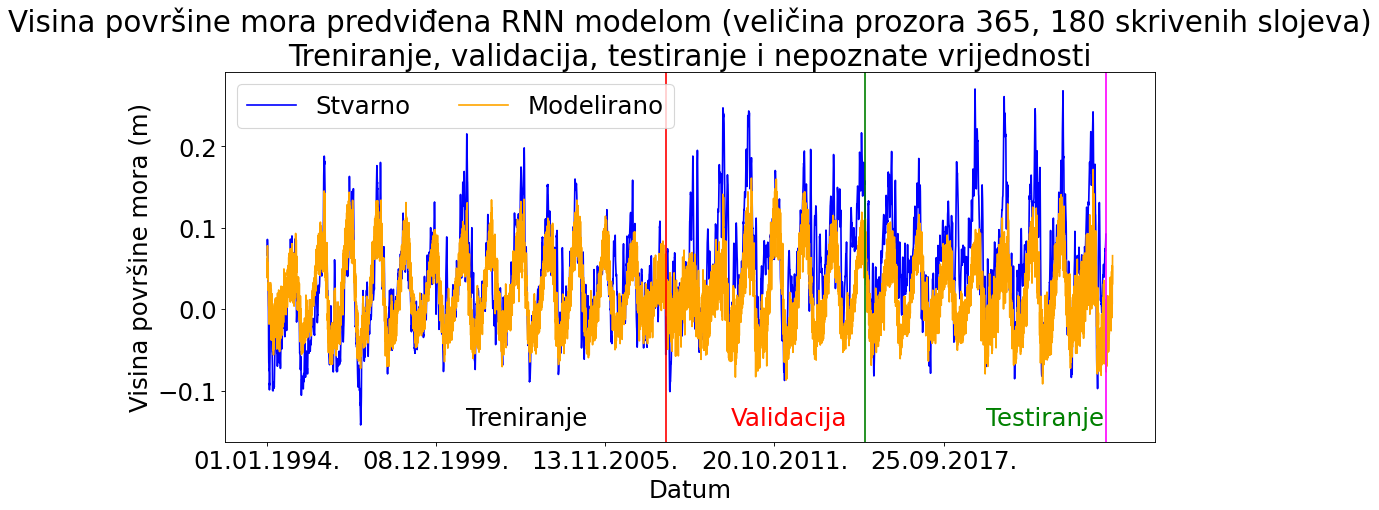 Visina površine mora predviđena RNN modelom (veličina prozora 365, 180 skrivenih slojeva)
Treniranje, validacija, testiranje i nepoznate vrijednosti
Stvarno Modelirano
Visina površine mora (m)
0.2
0.1
0.0
−0.1
Treniranje Validacija Testiranje
01.01.1994. 08.12.1999. 13.11.2005. 20.10.2011. 25.09.2017.
Datum